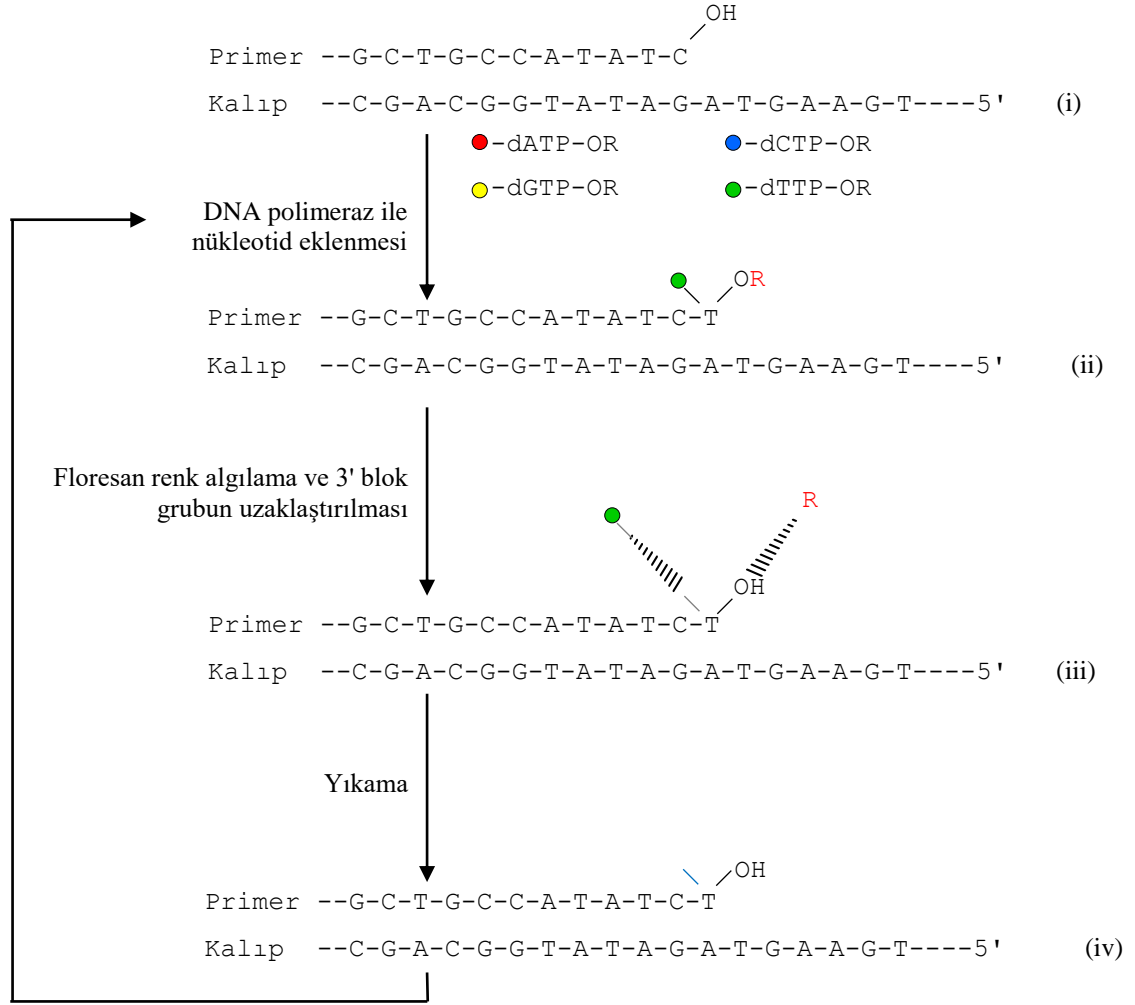 OH
Primer --G-C-T-G-C-C-A-T-A-T-C
Kalıp --C-G-A-C-G-G-T-A-T-A-G-A-T-G-A-A-G-T----5' (i)
-dATP-OR -dCTP-OR
-dGTP-OR -dTTP-OR
DNA polimeraz ile
nükleotid eklenmesi
OR
Primer --G-C-T-G-C-C-A-T-A-T-C-T
Kalıp --C-G-A-C-G-G-T-A-T-A-G-A-T-G-A-A-G-T----5' (ii)
Floresan renk algılama ve 3' blok
grubun uzaklaştırılması
R
OH
Primer --G-C-T-G-C-C-A-T-A-T-C-T
Kalıp --C-G-A-C-G-G-T-A-T-A-G-A-T-G-A-A-G-T----5' (iii)
Yıkama
OH
Primer --G-C-T-G-C-C-A-T-A-T-C-T
Kalıp --C-G-A-C-G-G-T-A-T-A-G-A-T-G-A-A-G-T----5' (iv)